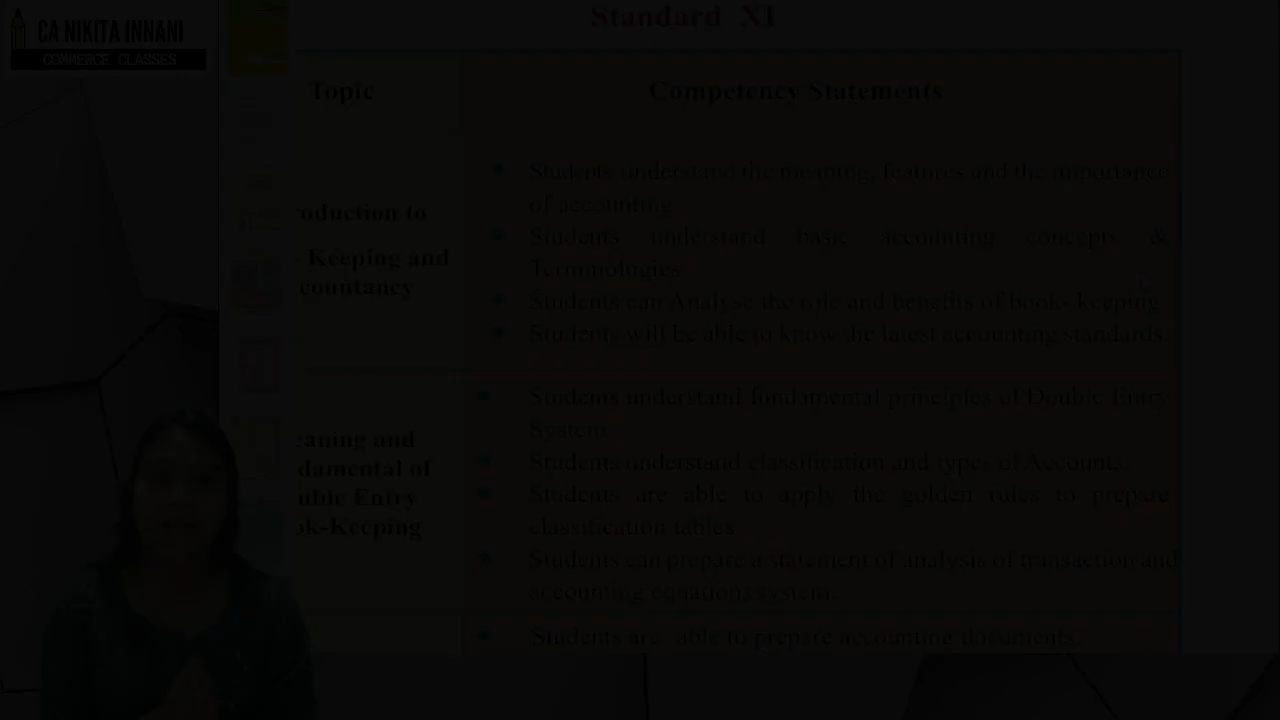 CA NIKITA INNANI
COMMERCE CLASSES
Standard XI
Topic
Competency Statements
oduction to
- Keeping and
countancy
Students understand the meaning, features and the importance
of accounting
Students understand basic accounting concepts &
Terminologies
Students can Analyse the role and benefits of book- keeping
Students will be able to know the latest accounting standards.
aning and
damental of
uble Entry
ok-Keeping
Students understand fundamental principles of Double Entry
System
Students understand classification and types of Accounts.
Students are able to apply the golden rules to prepare
classification tables
Students can prepare a statement of analysis of transaction and
accounting equations system
Students are able to prepare accounting documents.